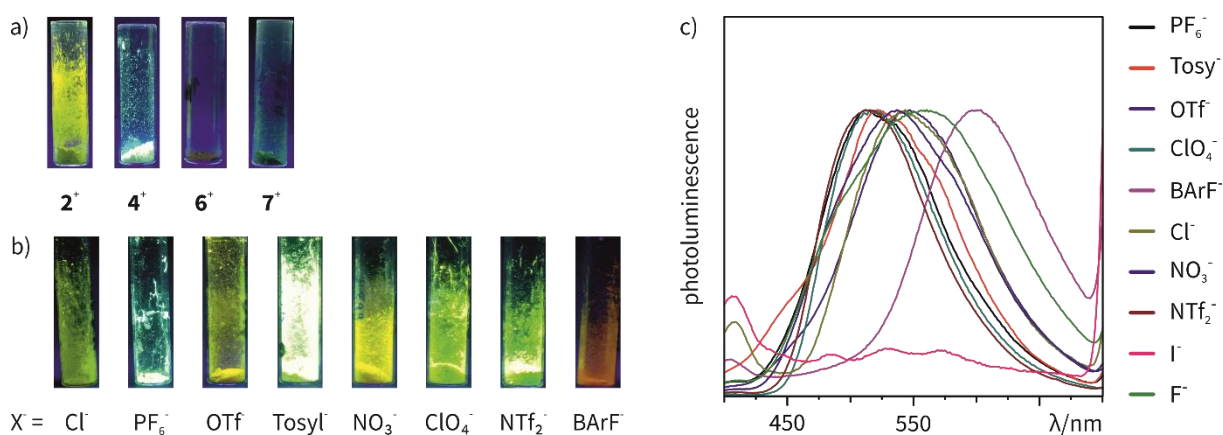 a)
2⁺ 4⁺ 6⁺ 7⁺
b)
X⁻ = Cl⁻ PF₆⁻ OTf⁻ Tosyl⁻ NO₃⁻ ClO₄⁻ NTf₂⁻ BArF⁻
c)
photoluminescence
450 550 λ/nm
PF₆⁻
Tosy⁻
OTf⁻
ClO₄⁻
BArF⁻
Cl⁻
NO₃⁻
NTf₂⁻
I⁻
F⁻